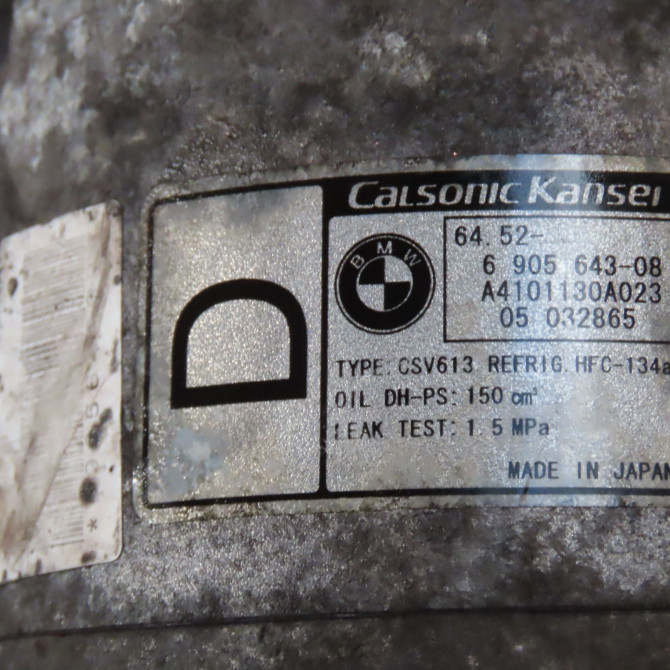 Calsonic Kansei
D
BMW
64.52-
6 905 643-08
A4101130A023
05 032865
TYPE: CSV613 REFRIG. HFC-134a
OIL DH-PS: 150 cm³
LEAK TEST: 1.5 MPa
MADE IN JAPAN